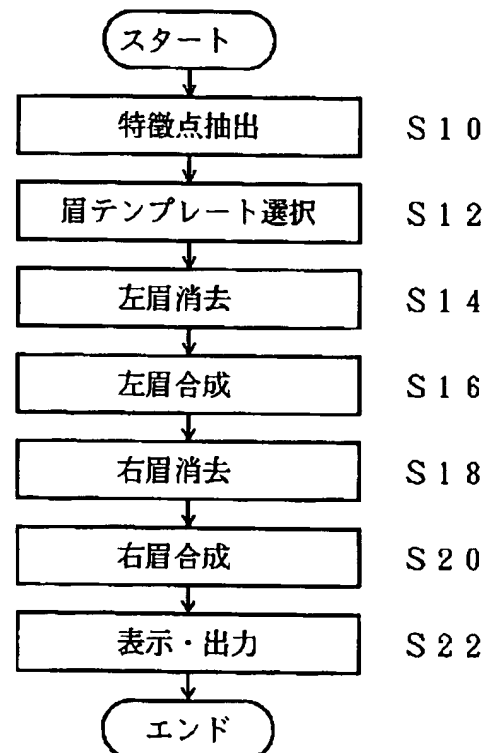 スタート
特徴点抽出 S10
眉テンプレート選択 S12
左眉消去 S14
左眉合成 S16
右眉消去 S18
右眉合成 S20
表示・出力 S22
エンド